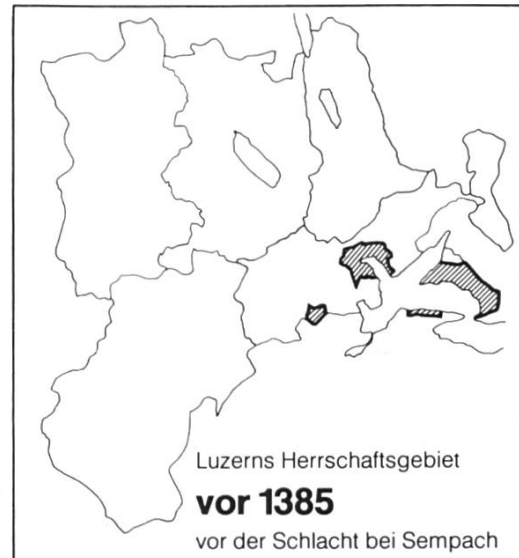 Luzerns Herrschaftsgebiet
vor 1385
vor der Schlacht bei Sempach